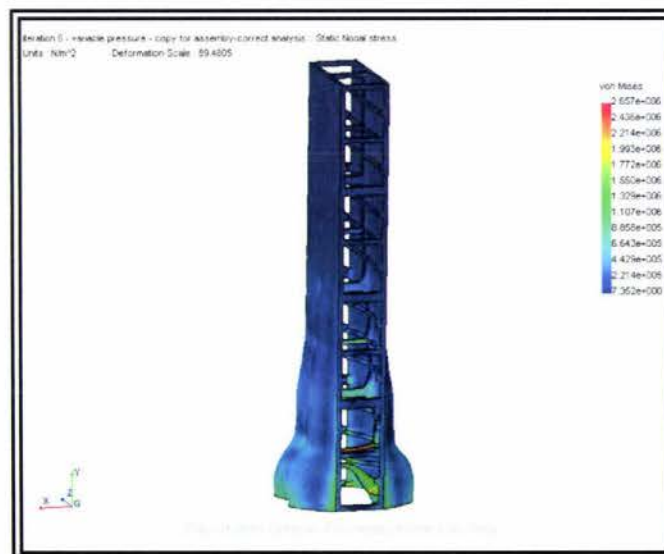 Iteration 6 - variable pressure - copy for assembly-correct analysis : Static Nodal stress
Units : N/m^2 Deformation Scale : 89.4805
von Mises
2.657e+006
2.436e+006
2.214e+006
1.993e+006
1.772e+006
1.550e+006
1.329e+006
1.107e+006
8.858e+005
6.643e+005
4.429e+005
2.214e+005
7.352e+000
Y
X
Z
G